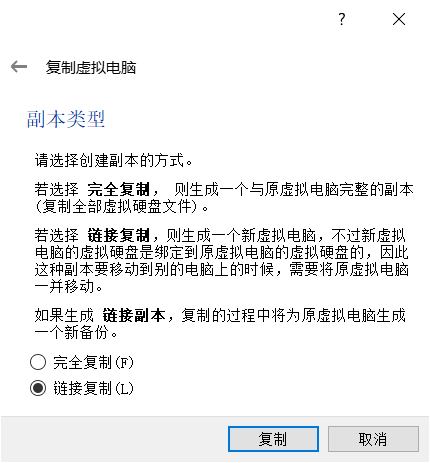 ?
复制虚拟电脑
副本类型
请选择创建副本的方式。
若选择 完全复制， 则生成一个与原虚拟电脑完整的副本
(复制全部虚拟硬盘文件)。
若选择 链接复制,则生成一个新虚拟电脑，不过新虚拟
电脑的虚拟硬盘是绑定到原虚拟电脑的虚拟硬盘的，因此
这种副本要移动到别的电脑上的时候，需要将原虚拟电脑
一并移动。
如果生成 链接副本，复制的过程中将为原虚拟电脑生成
一个新备份。
完全复制(F)
链接复制(L)
复制
取消